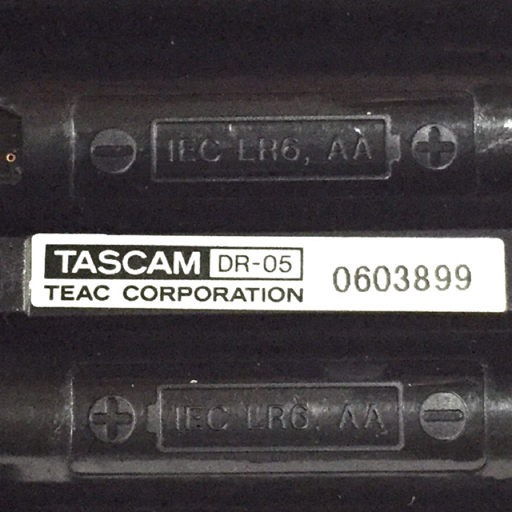 IEC LR6, AA
TASCAM DR-05 0603899
TEAC CORPORATION
IEC LR6, AA